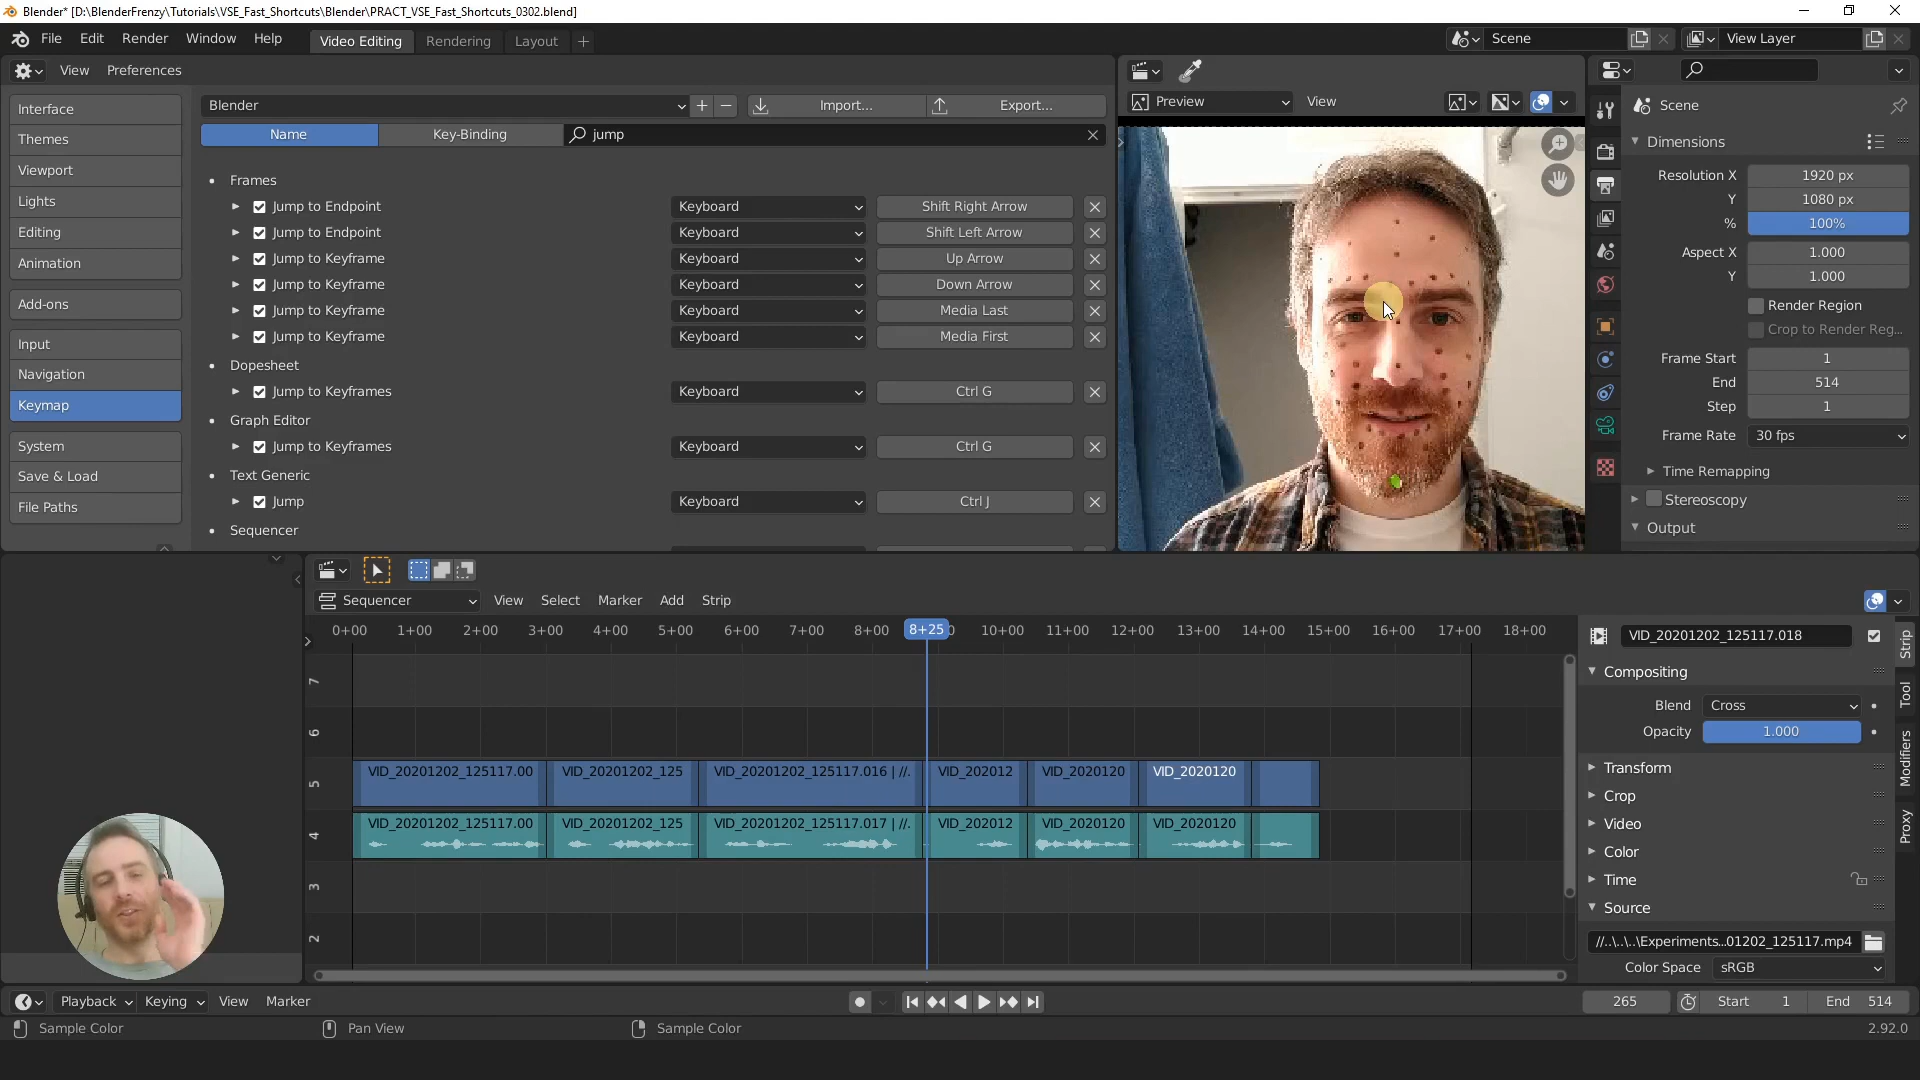 Blender* [D:\BlenderFrenzy\Tutorials\VSE_Fast_Shortcuts\Blender\PRACT_VSE_Fast_Shortcuts_0302.blend]
File Edit Render Window Help Video Editing Rendering Layout Scene View Layer
View Preferences
Interface
Themes
Viewport
Lights
Editing
Animation
Add-ons
Input
Navigation
Keymap
System
Save & Load
File Paths
Blender Import... Export...
Name Key-Binding jump
Frames
Jump to Endpoint Keyboard Shift Right Arrow
Jump to Endpoint Keyboard Shift Left Arrow
Jump to Keyframe Keyboard Up Arrow
Jump to Keyframe Keyboard Down Arrow
Jump to Keyframe Keyboard Media Last
Jump to Keyframe Keyboard Media First
Dopesheet
Jump to Keyframes Keyboard Ctrl G
Graph Editor
Jump to Keyframes Keyboard Ctrl G
Text Generic
Jump Keyboard Ctrl J
Sequencer
Preview View
Scene
Dimensions
Resolution X 1920 px
Y 1080 px
% 100%
Aspect X 1.000
Y 1.000
Render Region
Crop to Render Reg...
Frame Start 1
End 514
Step 1
Frame Rate 30 fps
Time Remapping
Stereoscopy
Output
Sequencer View Select Marker Add Strip
0+00 1+00 2+00 3+00 4+00 5+00 6+00 7+00 8+00 8+25 10+00 11+00 12+00 13+00 14+00 15+00 16+00 17+00 18+00
7
6
5 VID_20201202_125117.00 VID_20201202_125 VID_20201202_125117.016 | //. VID_202012 VID_2020120 VID_2020120
4 VID_20201202_125117.00 VID_20201202_125 VID_20201202_125117.017 | //. VID_202012 VID_2020120 VID_2020120
3
2
VID_20201202_125117.018
Compositing
Blend Cross
Opacity 1.000
Transform
Crop
Video
Color
Time
Source
//..\..\..\Experiments...01202_125117.mp4
Color Space sRGB
Strip
Tool
Modifiers
Proxy
Playback Keying View Marker 265 Start 1 End 514
Sample Color Pan View Sample Color 2.92.0